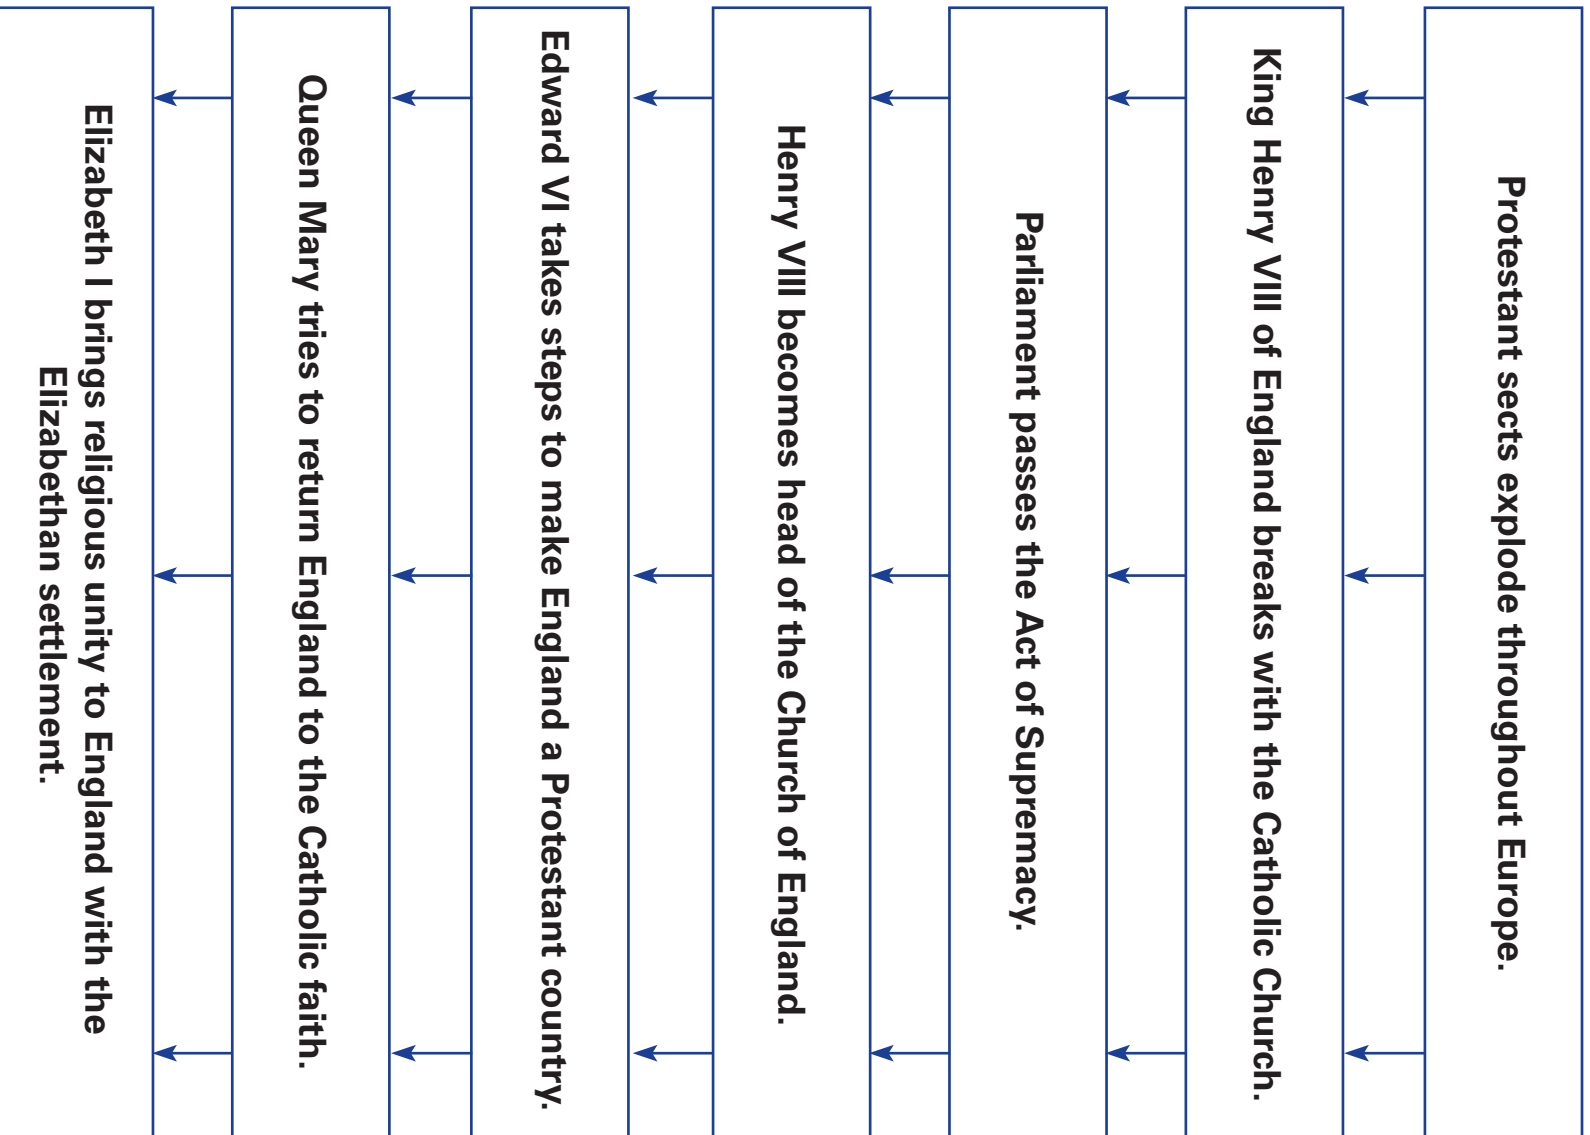 Protestant sects explode throughout Europe.
King Henry VIII of England breaks with the Catholic Church.
Parliament passes the Act of Supremacy.
Henry VIII becomes head of the Church of England.
Edward VI takes steps to make England a Protestant country.
Queen Mary tries to return England to the Catholic faith.
Elizabeth I brings religious unity to England with the
Elizabethan settlement.